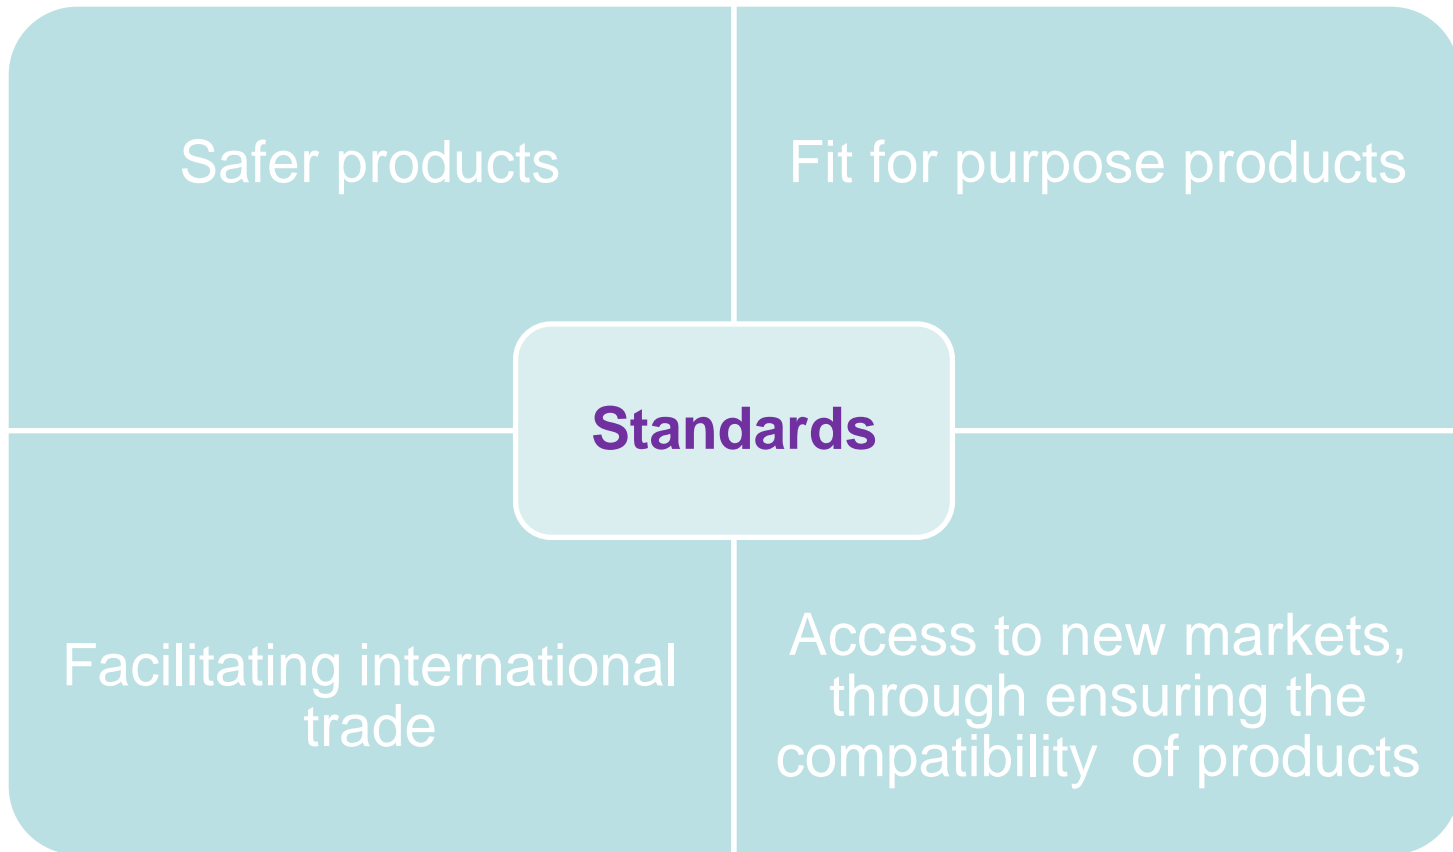 Safer products
Fit for purpose products
Standards
Facilitating international
trade
Access to new markets,
through ensuring the
compatibility  of products